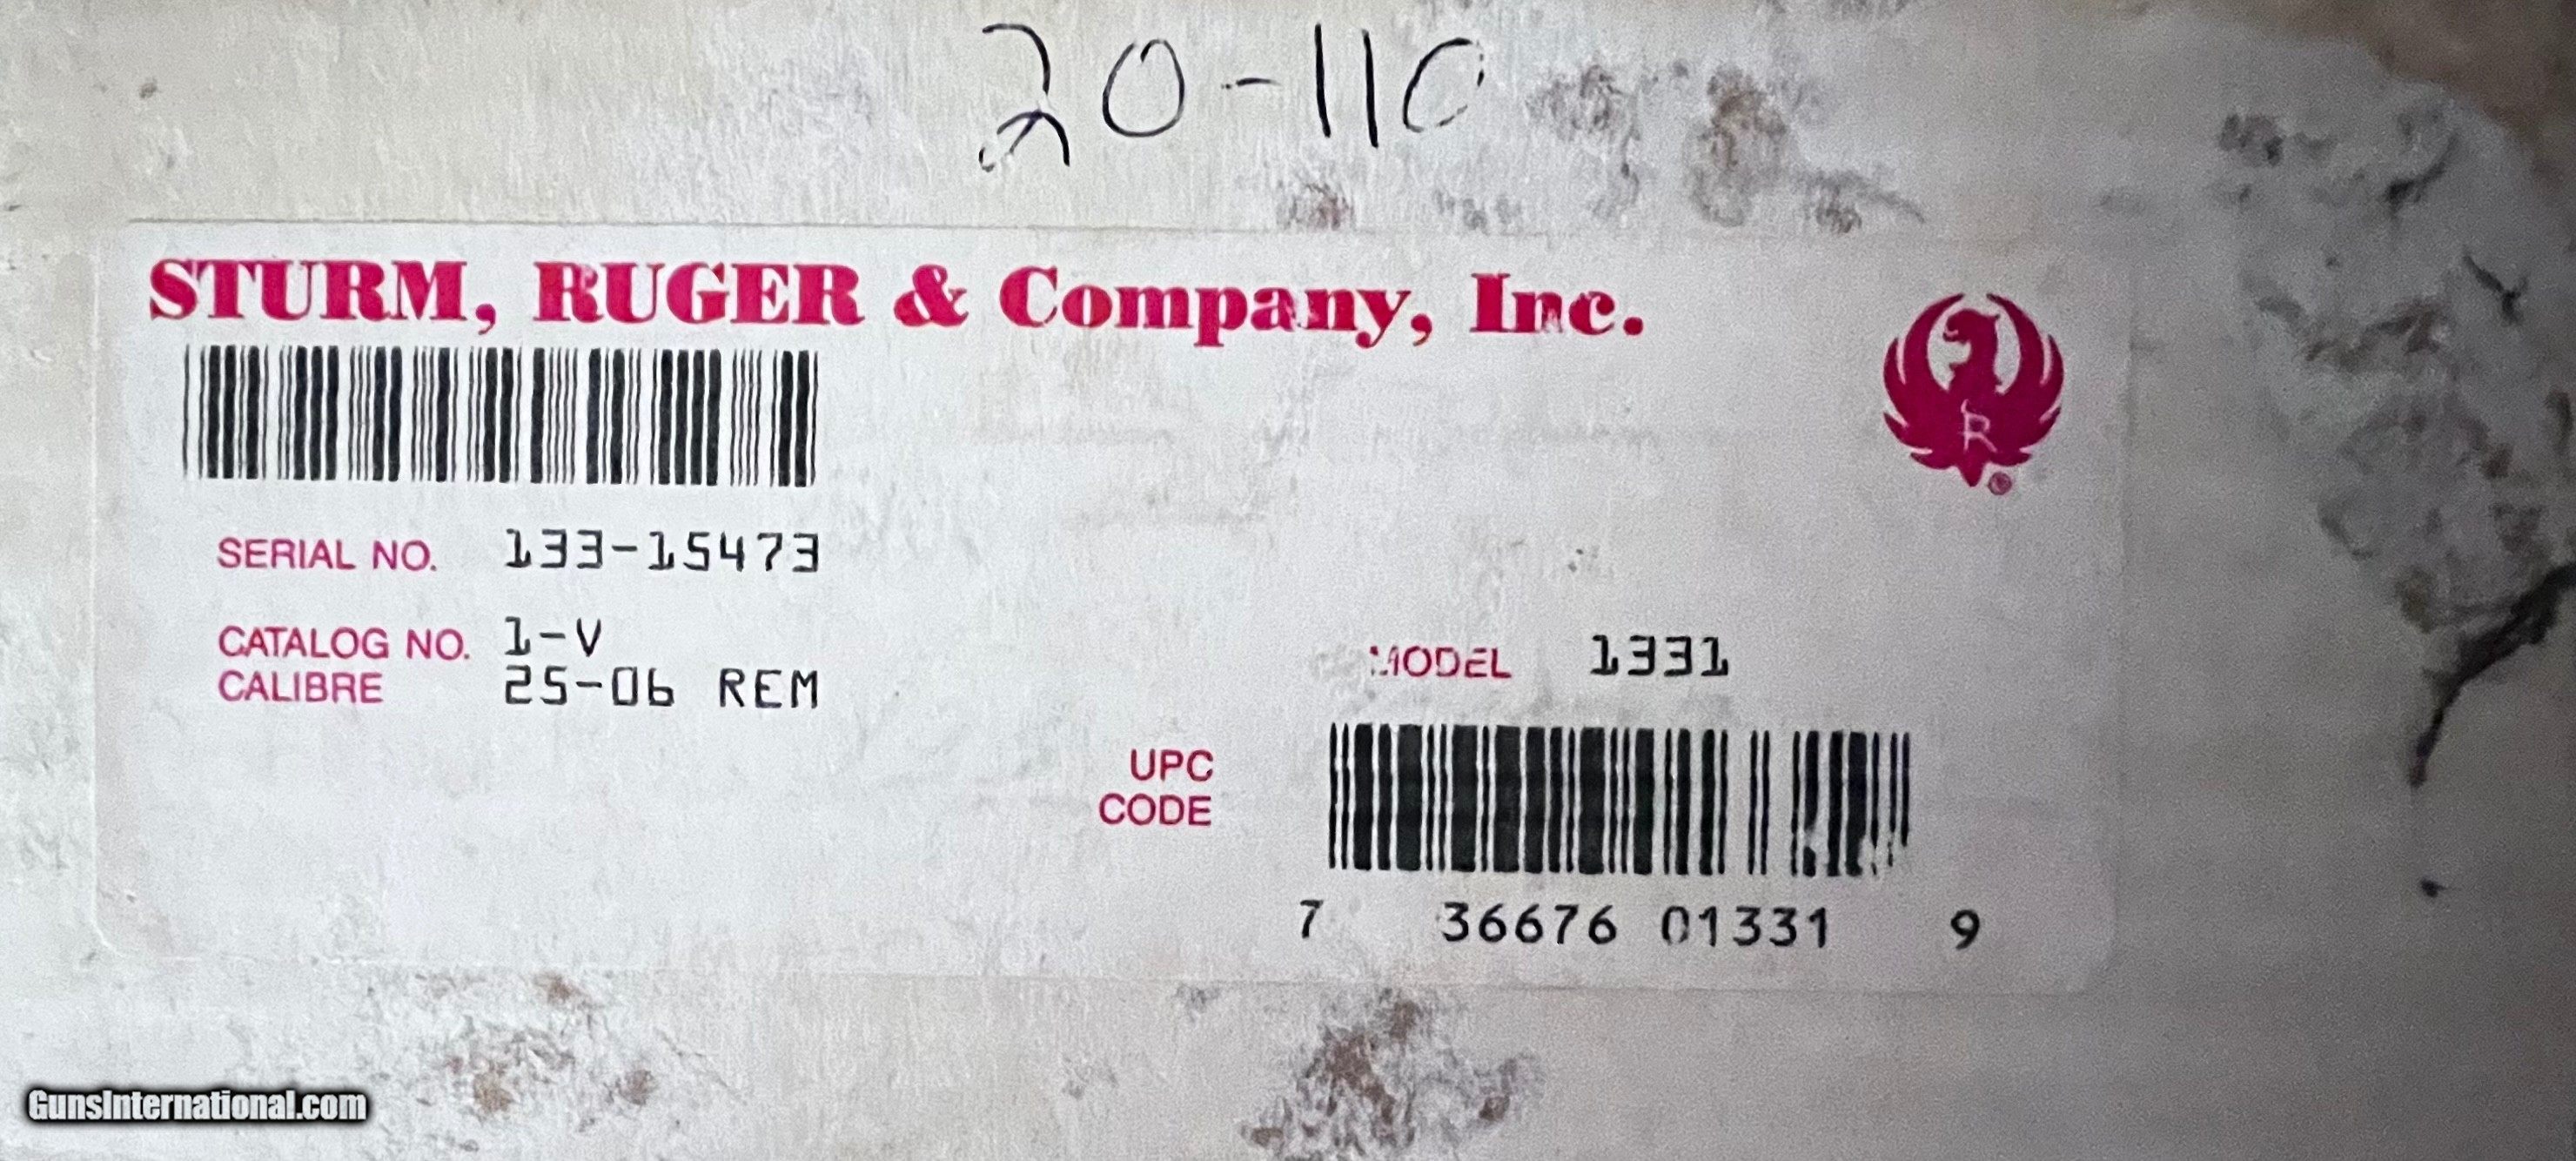 20-110
STURM, RUGER & Company, Inc.
R
®
SERIAL NO. 133-15473
CATALOG NO. 1-V
CALIBRE 25-06 REM
MODEL 1331
UPC
CODE
7 36676 01331 9
GunsInternational.com